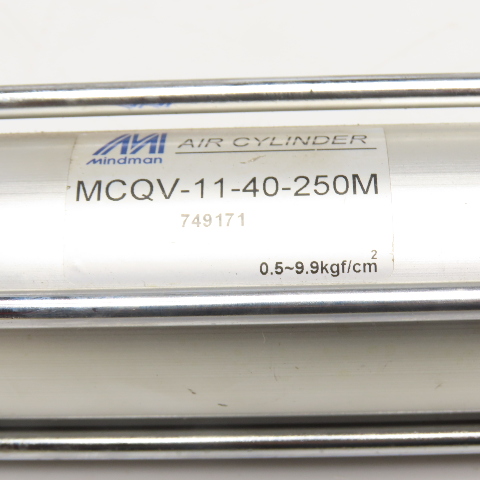 AIR CYLINDER
Mindman
MCQV-11-40-250M
749171
0.5~9.9kgf/cm²